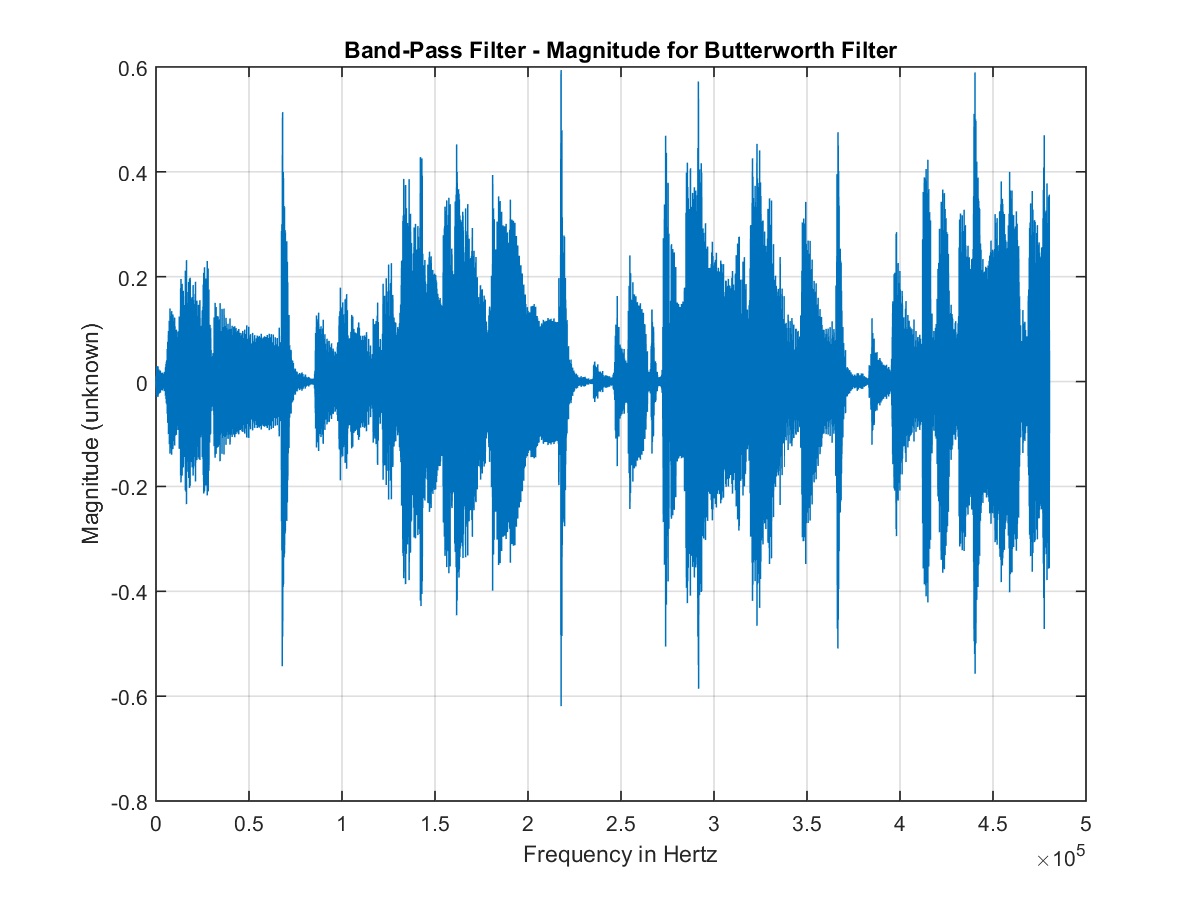 Band-Pass Filter - Magnitude for Butterworth Filter
0.6
0.4
0.2
0
-0.2
-0.4
-0.6
-0.8
Magnitude (unknown)
0 0.5 1 1.5 2 2.5 3 3.5 4 4.5 5
Frequency in Hertz
×10⁵